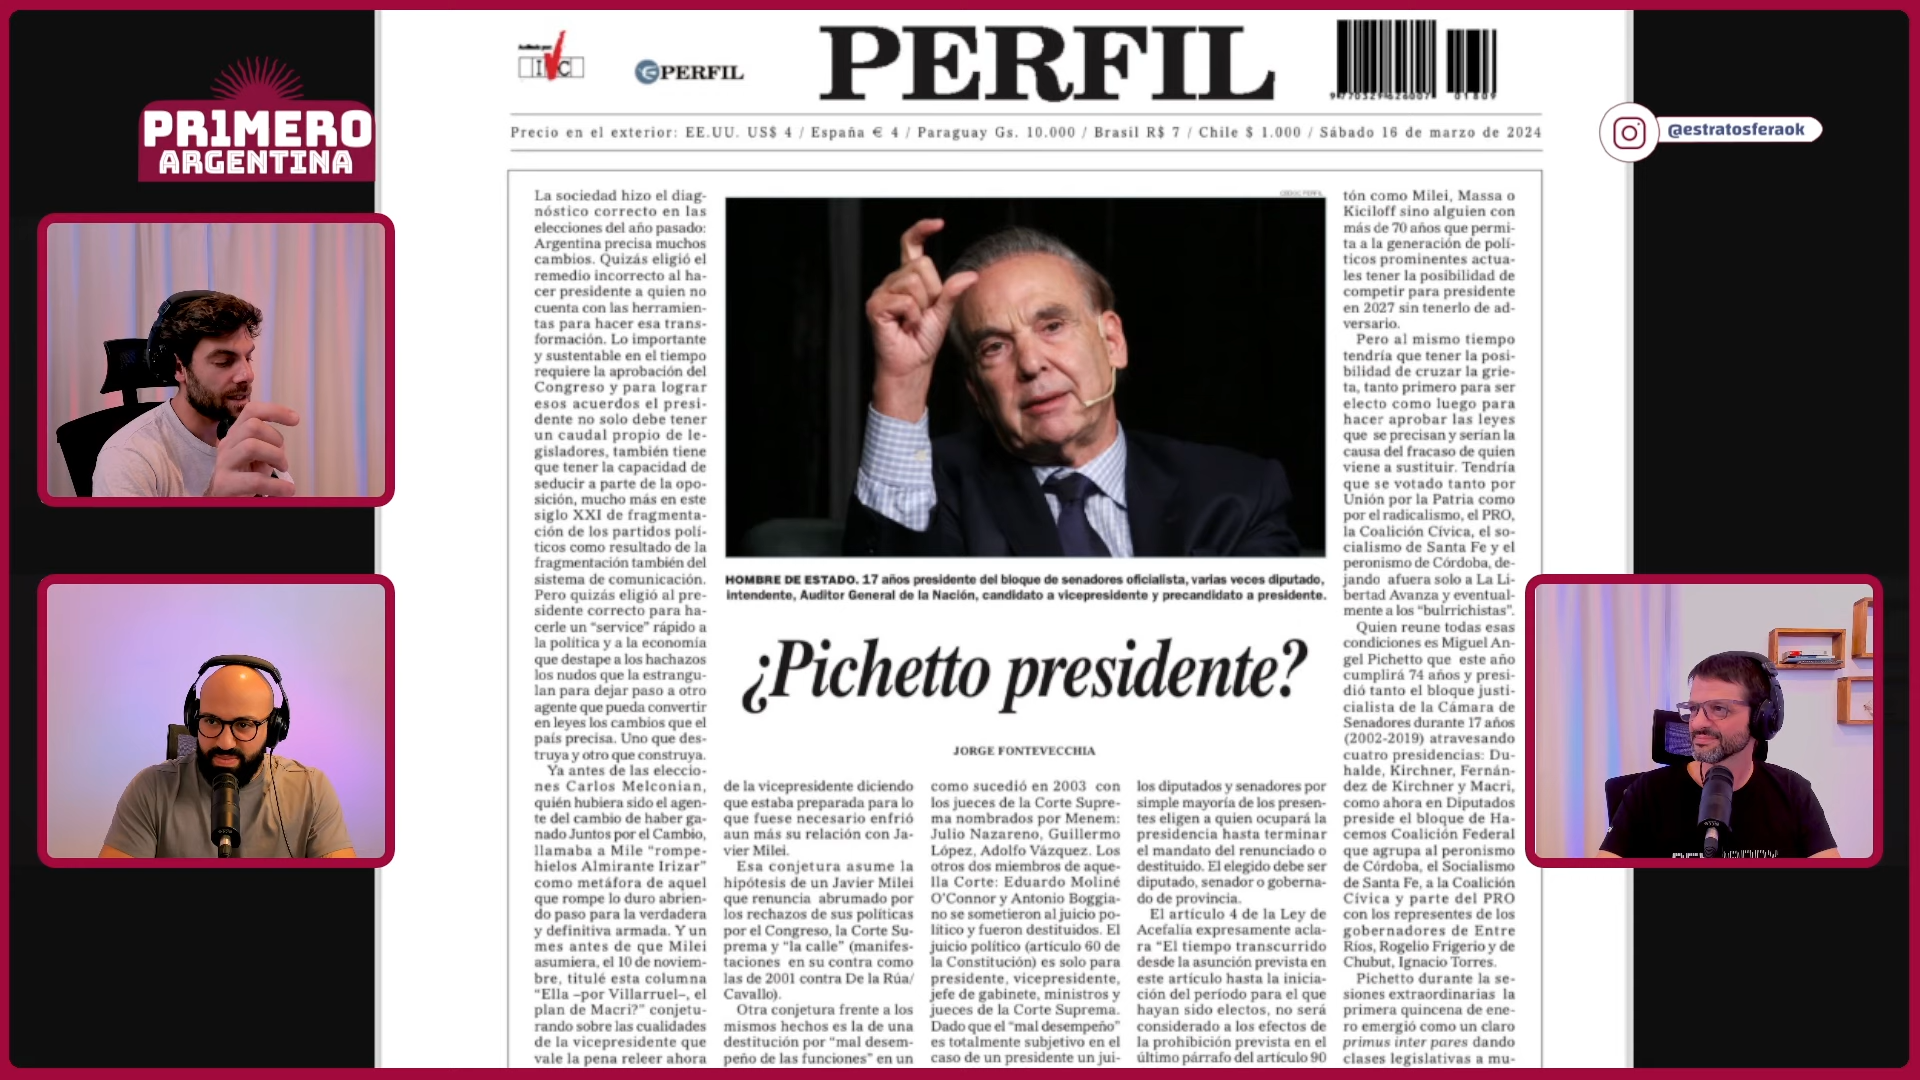 PR1MERO
ARGENTINA
@estratosferaok
IVC
PERFIL
PERFIL
9 770329 626007
01809
Precio en el exterior: EE.UU. US$ 4 / España € 4 / Paraguay Gs. 10.000 / Brasil R$ 7 / Chile $ 1.000 / Sábado 16 de marzo de 2024
La sociedad hizo el diag-
nóstico correcto en las
elecciones del año pasado:
Argentina precisa muchos
cambios. Quizás eligió el
remedio incorrecto al ha-
cer presidente a quien no
cuenta con las herramien-
tas para hacer esa trans-
formación. Lo importante
y sustentable en el tiempo
requiere la aprobación del
Congreso y para lograr
esos acuerdos el presi-
dente no solo debe tener
un caudal propio de le-
gisladores, también tiene
que tener la capacidad de
seducir a parte de la opo-
sición, mucho más en este
siglo XXI de fragmenta-
ción de los partidos polí-
ticos como resultado de la
fragmentación también del
sistema de comunicación.
Pero quizás eligió al pre-
sidente correcto para ha-
cerle un “service” rápido a
la política y a la economía
que destape a los hachazos
los nudos que la estrangu-
lan para dejar paso a otro
agente que pueda convertir
en leyes los cambios que el
país precisa. Uno que des-
truya y otro que construya.
Ya antes de las eleccio-
nes Carlos Melconian,
quién hubiera sido el agen-
te del cambio de haber ga-
nado Juntos por el Cambio,
llamaba a Mile “rompe-
hielos Almirante Irizar”
como metáfora de aquel
que rompe lo duro abrien-
do paso para la verdadera
y definitiva armada. Y un
mes antes de que Milei
asumiera, el 10 de noviem-
bre, titulé esta columna
“Ella –por Villarruel–, el
plan de Macri?” conjetu-
rando sobre las cualidades
de la vicepresidente que
vale la pena releer ahora
CEDOC PERFIL
HOMBRE DE ESTADO. 17 años presidente del bloque de senadores oficialista, varias veces diputado,
intendente, Auditor General de la Nación, candidato a vicepresidente y precandidato a presidente.
¿Pichetto presidente?
JORGE FONTEVECCHIA
de la vicepresidente diciendo
que estaba preparada para lo
que fuese necesario enfrió
aun más su relación con Ja-
vier Milei.
Esa conjetura asume la
hipótesis de un Javier Milei
que renuncia abrumado por
los rechazos de sus políticas
por el Congreso, la Corte Su-
prema y “la calle” (manifes-
taciones en su contra como
las de 2001 contra De la Rúa/
Cavallo).
Otra conjetura frente a los
mismos hechos es la de una
destitución por “mal desem-
peño de las funciones” en un
como sucedió en 2003 con
los jueces de la Corte Supre-
ma nombrados por Menem:
Julio Nazareno, Guillermo
López, Adolfo Vázquez. Los
otros dos miembros de aque-
lla Corte: Eduardo Moliné
O’Connor y Antonio Boggia-
no se sometieron al juicio po-
lítico y fueron destituidos. El
juicio político (artículo 60 de
la Constitución) es solo para
presidente, vicepresidente,
jefe de gabinete, ministros y
jueces de la Corte Suprema.
Dado que el “mal desempeño”
es totalmente subjetivo en el
caso de un presidente un jui-
los diputados y senadores por
simple mayoría de los presen-
tes eligen a quien ocupará la
presidencia hasta terminar
el mandato del renunciado o
destituido. El elegido debe ser
diputado, senador o goberna-
do de provincia.
El artículo 4 de la Ley de
Acefalía expresamente acla-
ra “El tiempo transcurrido
desde la asunción prevista en
este artículo hasta la inicia-
ción del período para el que
hayan sido electos, no será
considerado a los efectos de
la prohibición prevista en el
último párrafo del artículo 90
tón como Milei, Massa o
Kiciloff sino alguien con
más de 70 años que permi-
ta a la generación de polí-
ticos prominentes actua-
les tener la posibilidad de
competir para presidente
en 2027 sin tenerlo de ad-
versario.
Pero al mismo tiempo
tendría que tener la posi-
bilidad de cruzar la grie-
ta, tanto primero para ser
electo como luego para
hacer aprobar las leyes
que se precisan y serían la
causa del fracaso de quien
viene a sustituir. Tendría
que se votado tanto por
Unión por la Patria como
por el radicalismo, el PRO,
la Coalición Cívica, el so-
cialismo de Santa Fe y el
peronismo de Córdoba, de-
jando afuera solo a La Li-
bertad Avanza y eventual-
mente a los “bulrrichistas”.
Quien reune todas esas
condiciones es Miguel An-
gel Pichetto que este año
cumplirá 74 años y presi-
dió tanto el bloque justi-
cialista de la Cámara de
Senadores durante 17 años
(2002-2019) atravesando
cuatro presidencias: Du-
halde, Kirchner, Fernán-
dez de Kirchner y Macri,
como ahora en Diputados
preside el bloque de Ha-
cemos Coalición Federal
que agrupa al peronismo
de Córdoba, el Socialismo
de Santa Fe, a la Coalición
Cívica y parte del PRO
con los representes de los
gobernadores de Entre
Ríos, Rogelio Frigerio y de
Chubut, Ignacio Torres.
Pichetto durante la se-
siones extraordinarias la
primera quincena de ene-
ro emergió como un claro
primus inter pares dando
clases legislativas a mu-